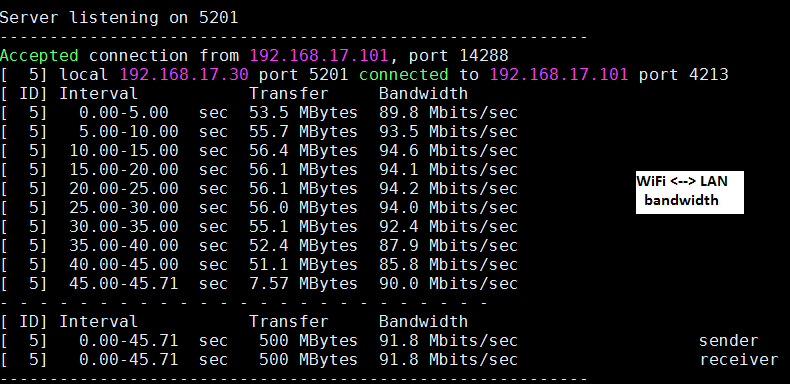 Server listening on 5201
-----------------------------------------------------------
Accepted connection from 192.168.17.101, port 14288
[  5] local 192.168.17.30 port 5201 connected to 192.168.17.101 port 4213
[ ID] Interval           Transfer     Bandwidth
[  5]   0.00-5.00   sec  53.5 MBytes  89.8 Mbits/sec
[  5]   5.00-10.00  sec  55.7 MBytes  93.5 Mbits/sec
[  5]  10.00-15.00  sec  56.4 MBytes  94.6 Mbits/sec
[  5]  15.00-20.00  sec  56.1 MBytes  94.1 Mbits/sec
[  5]  20.00-25.00  sec  56.1 MBytes  94.2 Mbits/sec
[  5]  25.00-30.00  sec  56.0 MBytes  94.0 Mbits/sec
[  5]  30.00-35.00  sec  55.1 MBytes  92.4 Mbits/sec
[  5]  35.00-40.00  sec  52.4 MBytes  87.9 Mbits/sec
[  5]  40.00-45.00  sec  51.1 MBytes  85.8 Mbits/sec
[  5]  45.00-45.71  sec  7.57 MBytes  90.0 Mbits/sec
- - - - - - - - - - - - - - - - - - - - - - - - -
[ ID] Interval           Transfer     Bandwidth
[  5]   0.00-45.71  sec   500 MBytes  91.8 Mbits/sec                  sender
[  5]   0.00-45.71  sec   500 MBytes  91.8 Mbits/sec                  receiver
-----------------------------------------------------------
WiFi <--> LAN
bandwidth